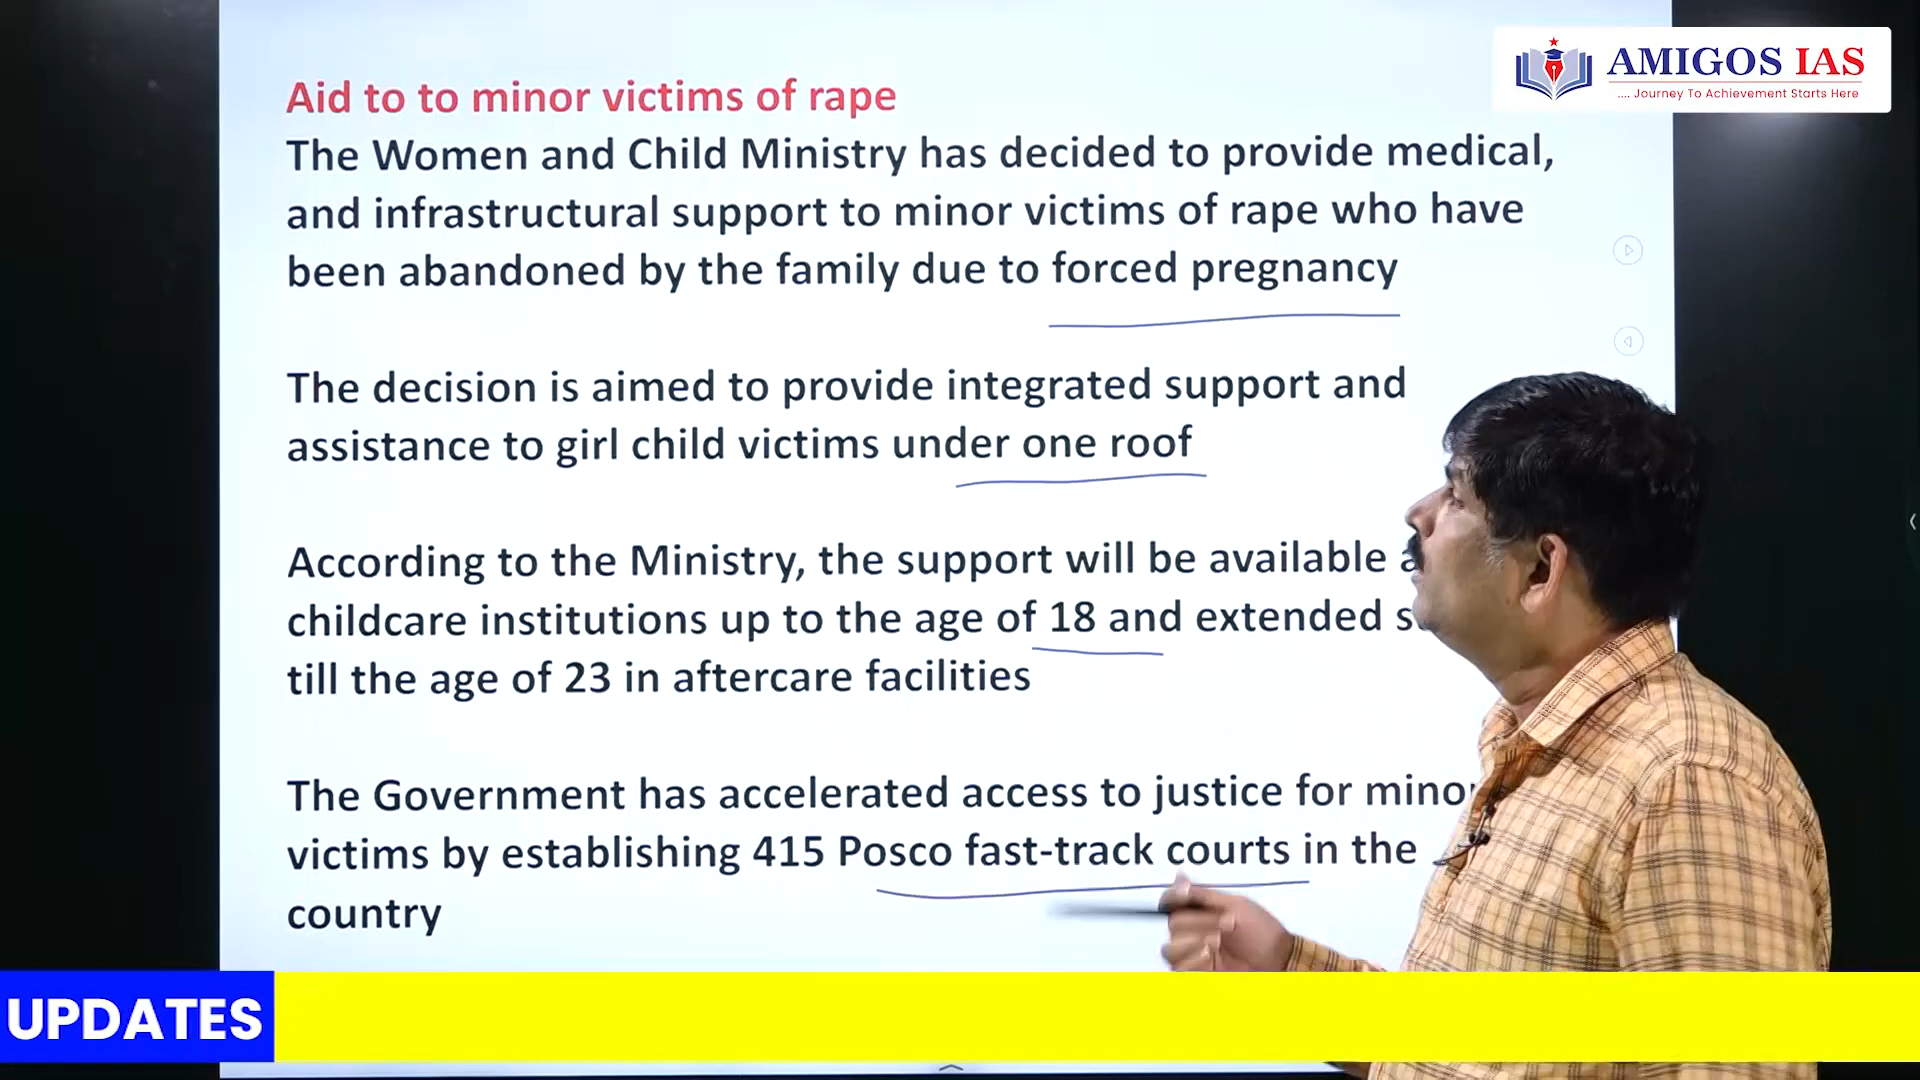 AMIGOS IAS
.... Journey To Achievement Starts Here
Aid to to minor victims of rape
The Women and Child Ministry has decided to provide medical,
and infrastructural support to minor victims of rape who have
been abandoned by the family due to forced pregnancy
The decision is aimed to provide integrated support and
assistance to girl child victims under one roof
According to the Ministry, the support will be available
childcare institutions up to the age of 18 and extended
till the age of 23 in aftercare facilities
The Government has accelerated access to justice for minor
victims by establishing 415 Posco fast-track courts in the
country
UPDATES